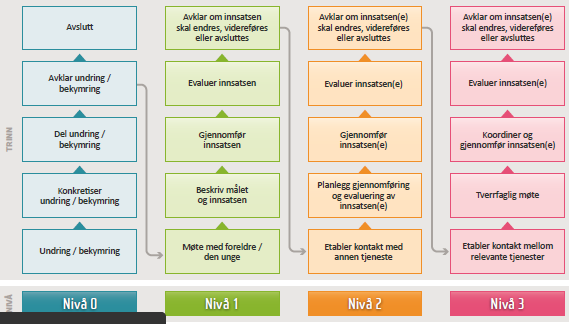 Avslutt
Avklar undring /
bekymring
Del undring /
bekymring
Konkretiser
undring / bekymring
Undring / bekymring
Avklar om innsatsen
skal endres, videreføres
eller avsluttes
Evaluer innsatsen
Gjennomfør
innsatsen
Beskriv målet
og innsatsen
Møte med foreldre /
den unge
Avklar om innsatsen(e)
skal endres, videreføres
eller avsluttes
Evaluer innsatsen(e)
Gjennomfør
innsatsen(e)
Planlegg gjennomføring
og evaluering av
innsatsen(e)
Etabler kontakt med
annen tjeneste
Avklar om innsatsen(e)
skal endres, videreføres
eller avsluttes
Evaluer innsatsen(e)
Koordiner og
gjennomfør innsatsen(e)
Tverrfaglig møte
Etabler kontakt mellom
relevante tjenester
TRINN
NIVÅ
Nivå 0
Nivå 1
Nivå 2
Nivå 3